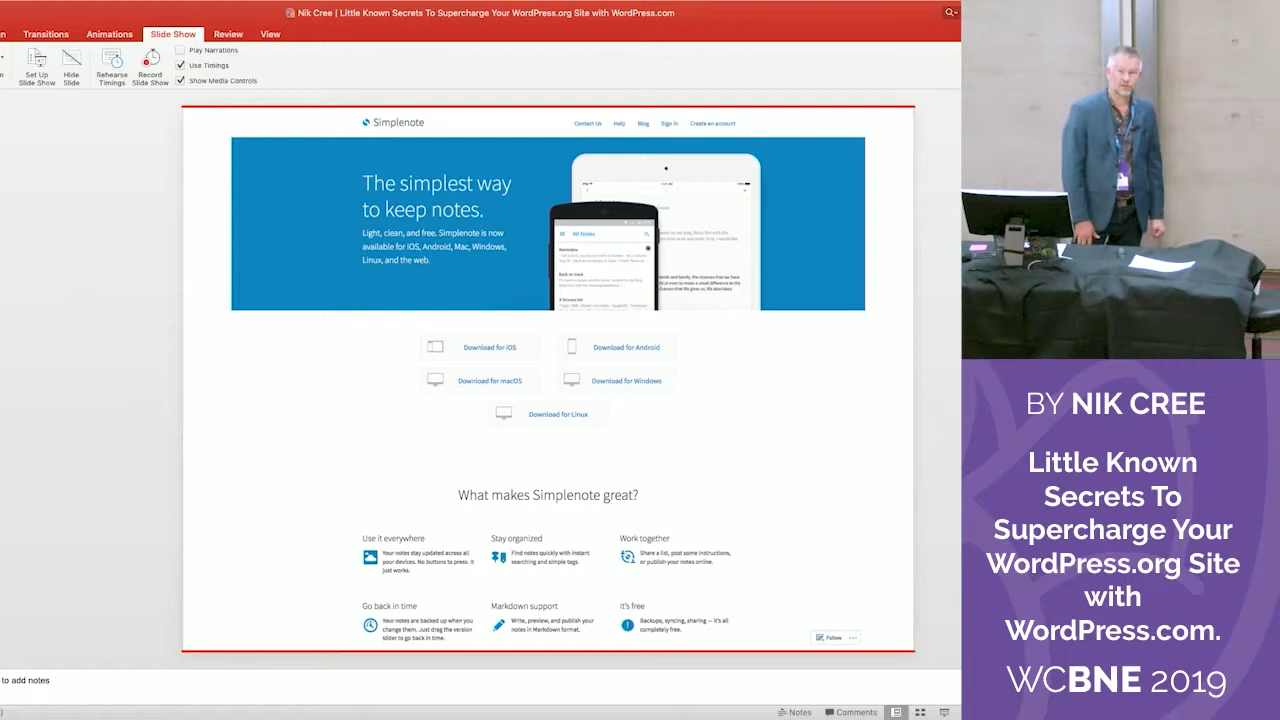 Nik Cree | Little Known Secrets To Supercharge Your WordPress.org Site with WordPress.com
Transitions Animations Slide Show Review View
Set Up Slide Show
Hide Slide
Rehearse Timings
Record Slide Show
Play Narrations
Use Timings
Show Media Controls
Simplenote
Contact Us Help Blog Sign in Create an account
The simplest way
to keep notes.
Light, clean, and free. Simplenote is now
available for iOS, Android, Mac, Windows,
Linux, and the web.
All Notes
Reminders
Back on track
Grocery list
Download for iOS
Download for Android
Download for macOS
Download for Windows
Download for Linux
What makes Simplenote great?
Use it everywhere
Your notes stay updated across all
your devices. No buttons to press. It
just works.
Stay organized
Find notes quickly with instant
searching and simple tags.
Work together
Share a list, post some instructions,
or publish your notes online.
Go back in time
Your notes are backed up when you
change them. Just drag the version
slider to go back in time.
Markdown support
Write, preview, and publish your
notes in Markdown format.
It's free
Backups, syncing, sharing – it's all
completely free.
Follow
to add notes
Notes Comments
BY NIK CREE
Little Known
Secrets To
Supercharge Your
WordPress.org Site
with
WordPress.com.
WCBNE 2019